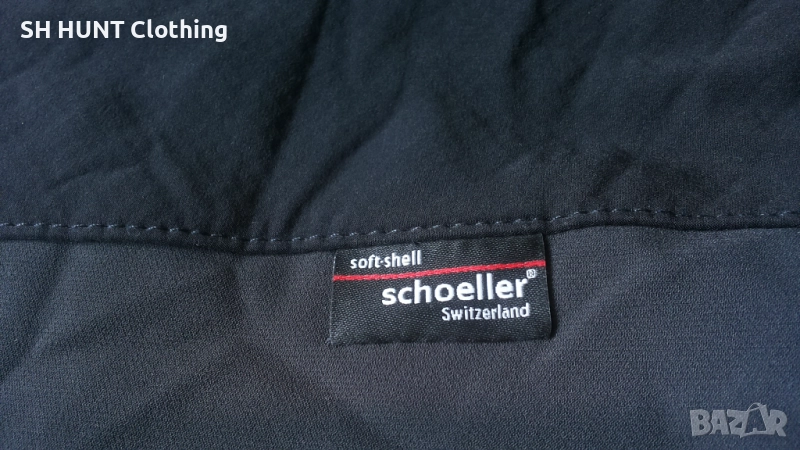 SH HUNT Clothing
soft-shell
schoeller®
Switzerland
BAZAR